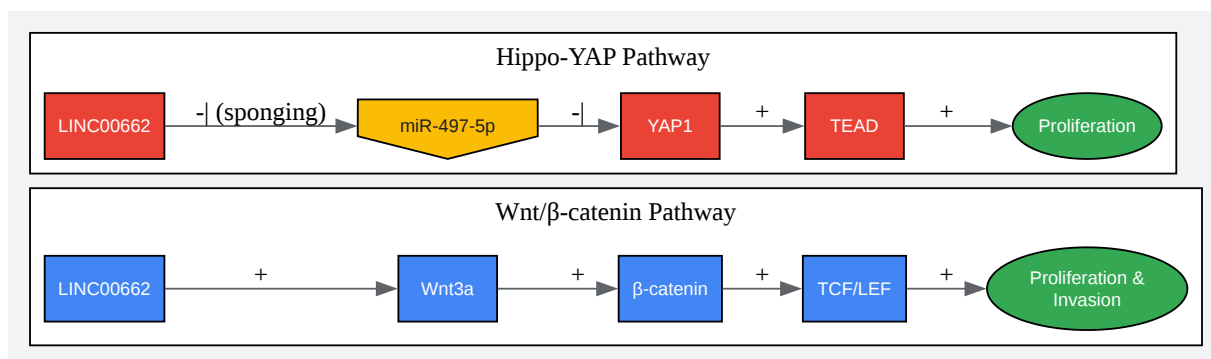 Hippo-YAP Pathway
LINC00662
-| (sponging)
miR-497-5p
-|
YAP1
+
TEAD
+
Proliferation
Wnt/β-catenin Pathway
LINC00662
+
Wnt3a
+
β-catenin
+
TCF/LEF
+
Proliferation &
Invasion